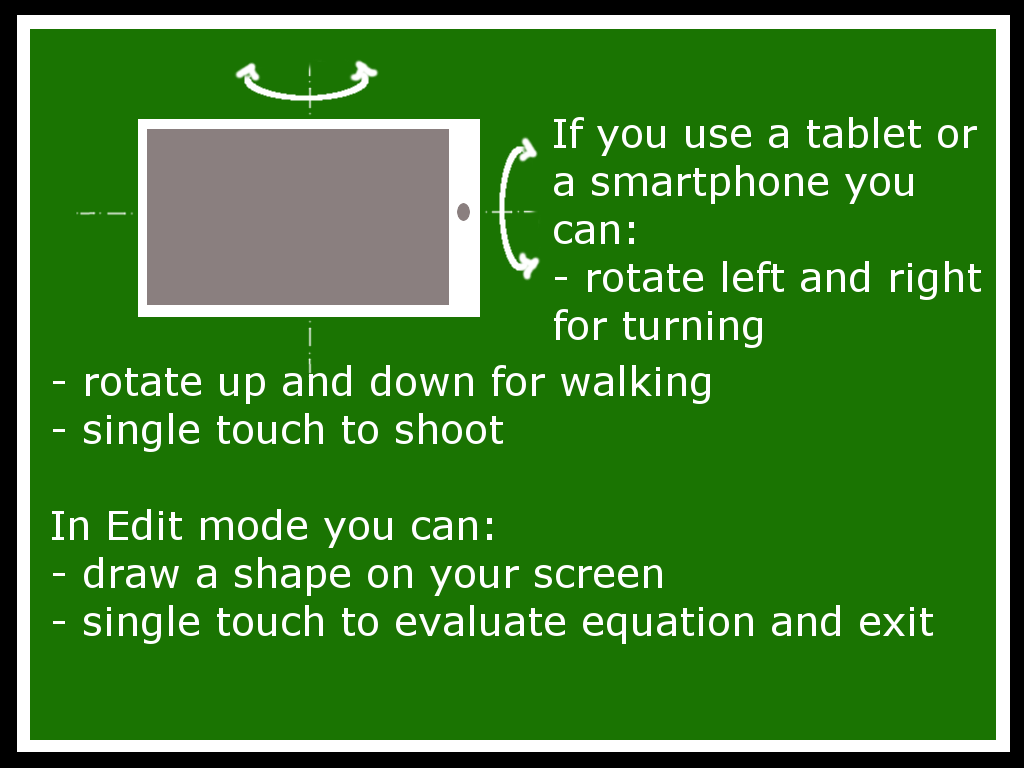 If you use a tablet or
a smartphone you
can:
- rotate left and right
for turning
- rotate up and down for walking
- single touch to shoot
In Edit mode you can:
- draw a shape on your screen
- single touch to evaluate equation and exit